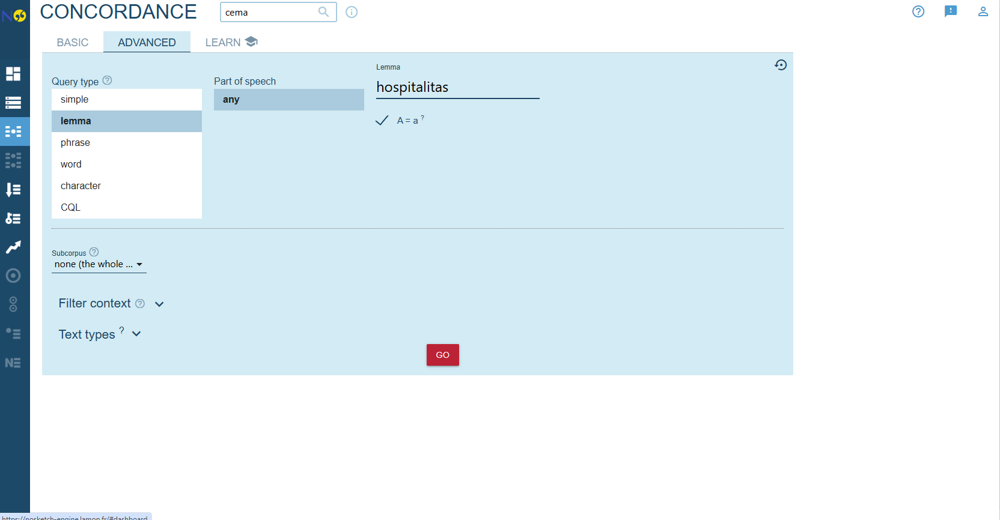 CONCORDANCE
cema
BASIC
ADVANCED
LEARN
Query type ?
simple
lemma
phrase
word
character
CQL
Part of speech
any
Lemma
hospitalitas
A = a ?
Subcorpus ?
none (the whole ...
Filter context ?
Text types ?
GO
https://nosketch-engine.lamop.fr/#dashboard